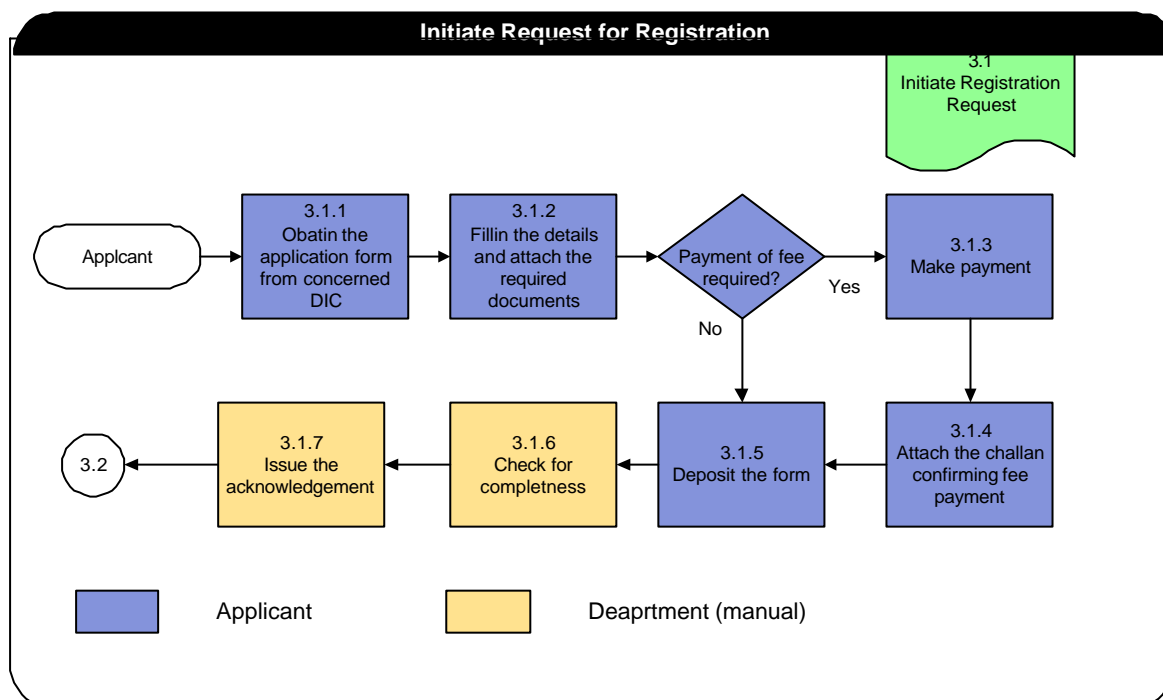 Initiate Request for Registration
3.1
Initiate Registration
Request
Applcant
3.1.1
Obatin the
application form
from concerned
DIC
3.1.2
Fillin the details
and attach the
required
documents
Payment of fee
required?
Yes
No
3.1.3
Make payment
3.2
3.1.7
Issue the
acknowledgement
3.1.6
Check for
completness
3.1.5
Deposit the form
3.1.4
Attach the challan
confirming fee
payment
Applicant
Deaprtment (manual)